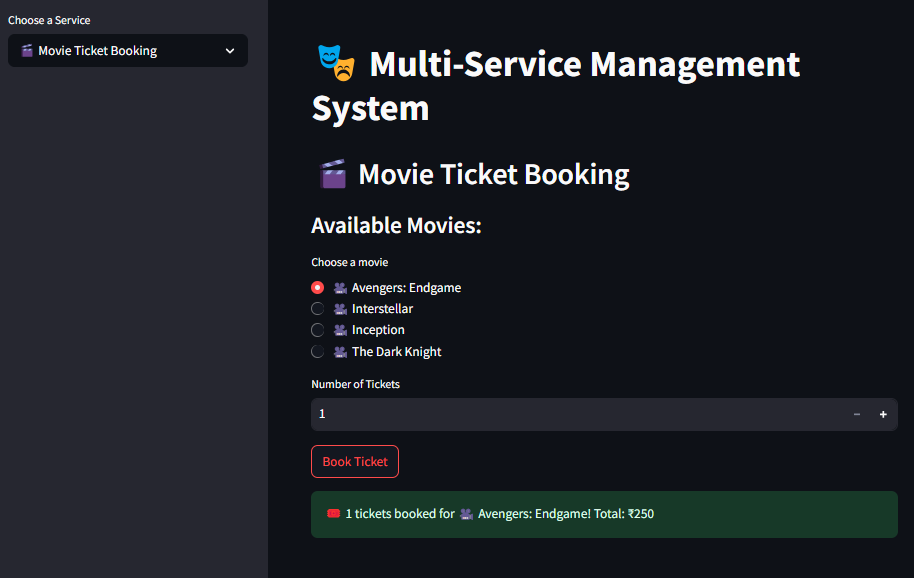 Choose a Service
🎬 Movie Ticket Booking
🎭 Multi-Service Management
System
🎬 Movie Ticket Booking
Available Movies:
Choose a movie
🎥 Avengers: Endgame
🎥 Interstellar
🎥 Inception
🎥 The Dark Knight
Number of Tickets
1
Book Ticket
🎟️ 1 tickets booked for 🎥 Avengers: Endgame! Total: ₹250